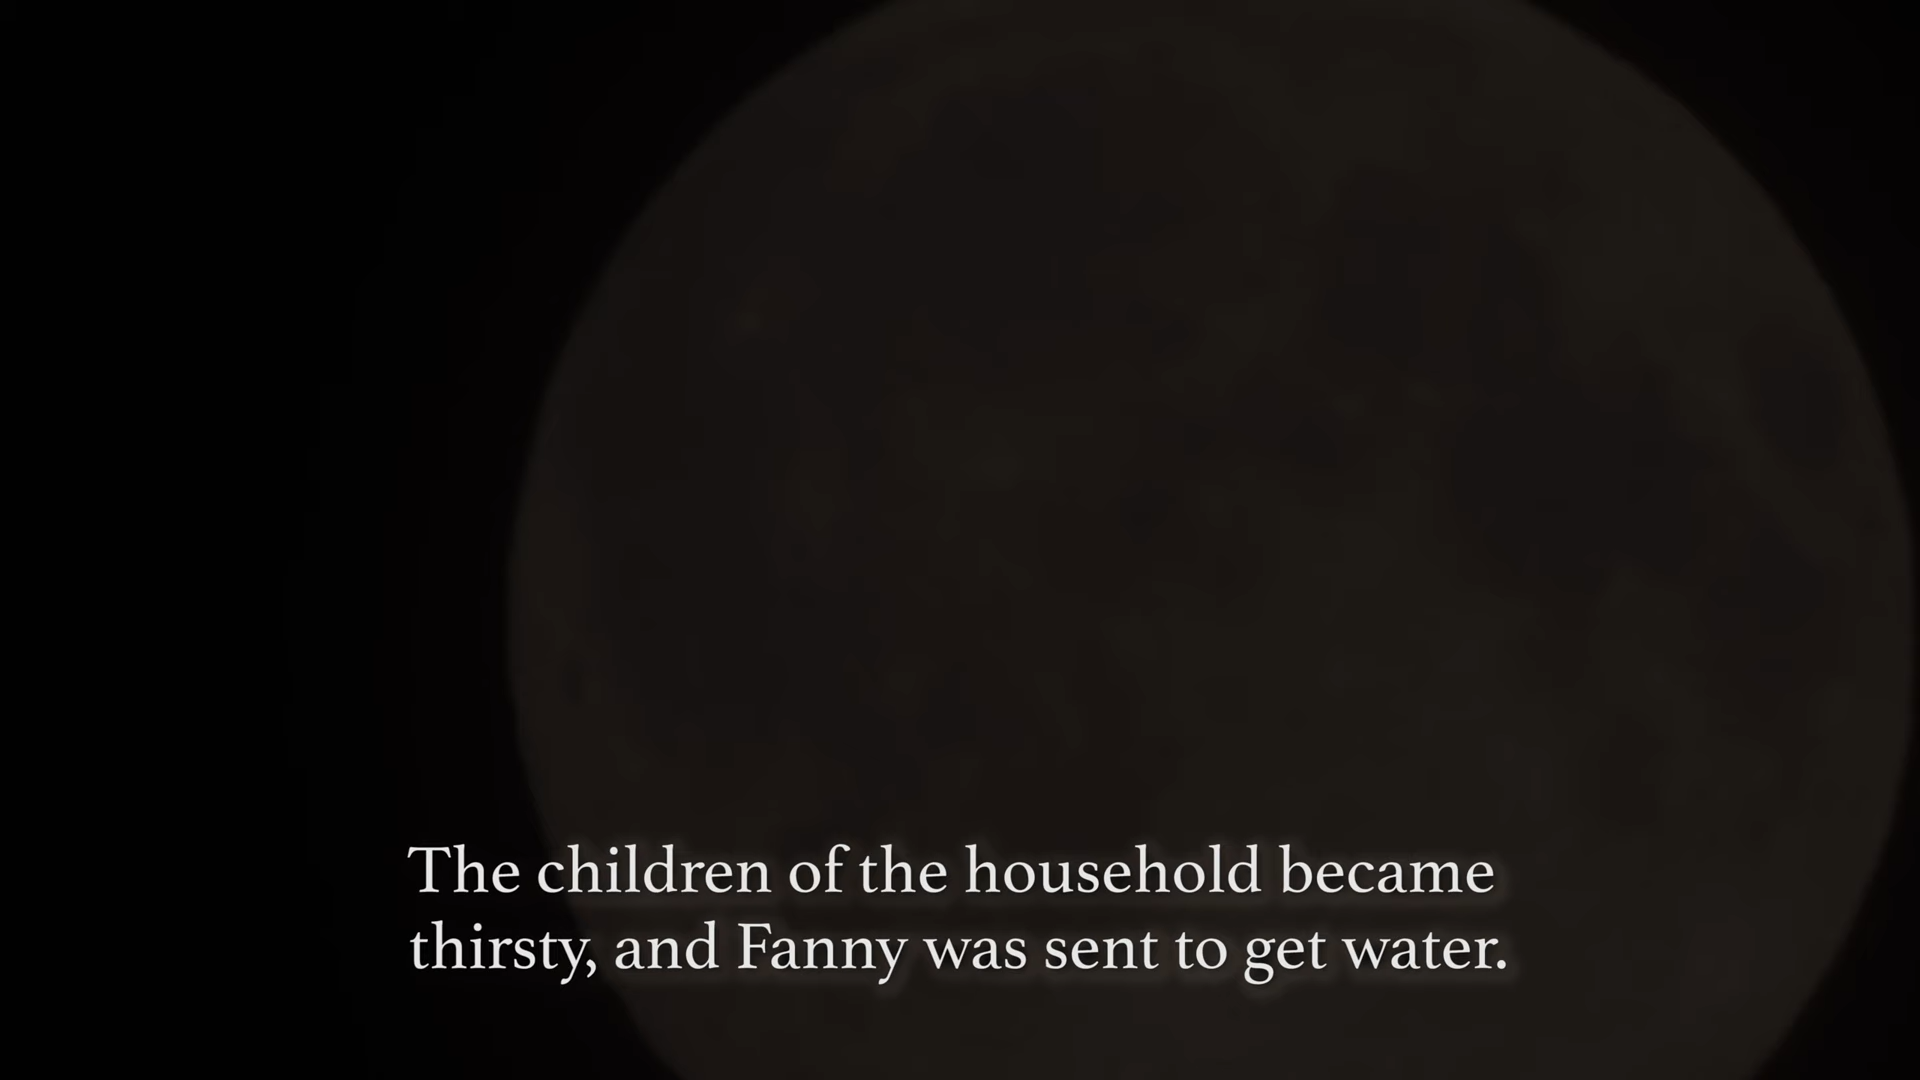 The children of the household became
thirsty, and Fanny was sent to get water.